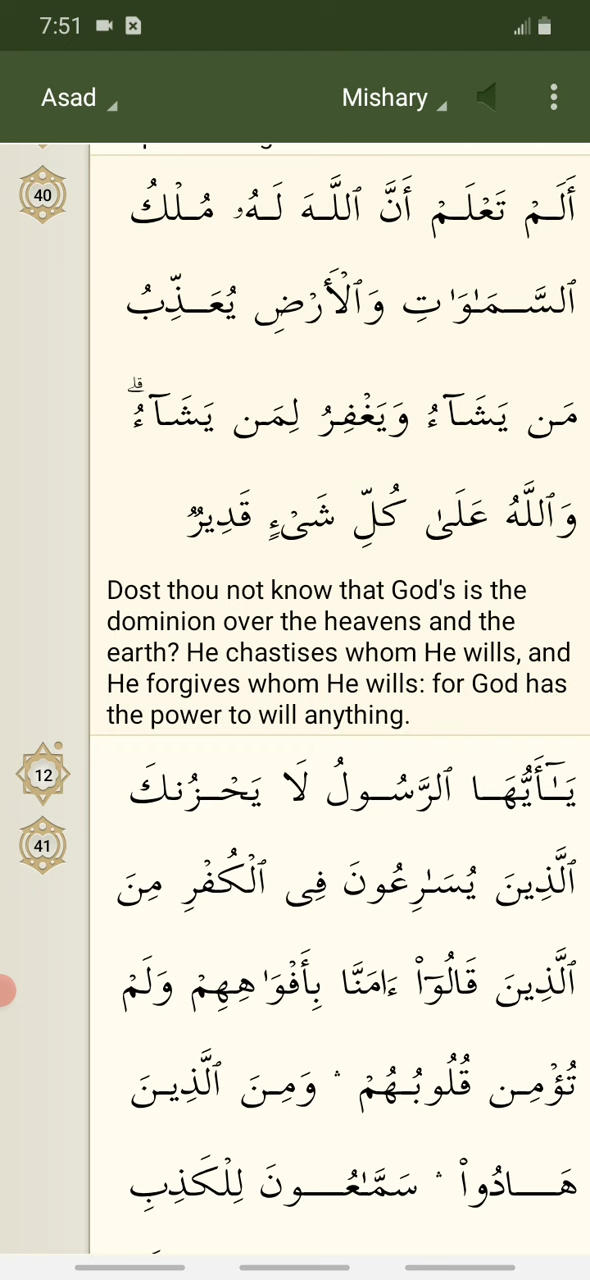 7:51
Asad Mishary
40
أَلَمْ تَعْلَمْ أَنَّ ٱللَّهَ لَهُۥ مُلْكُ
ٱلسَّمَـٰوَٰتِ وَٱلْأَرْضِ يُعَذِّبُ
مَن يَشَآءُ وَيَغْفِرُ لِمَن يَشَآءُ ۗ
وَٱللَّهُ عَلَىٰ كُلِّ شَىْءٍ قَدِيرٌ
Dost thou not know that God's is the
dominion over the heavens and the
earth? He chastises whom He wills, and
He forgives whom He wills: for God has
the power to will anything.
12
41
يَـٰٓأَيُّهَا ٱلرَّسُولُ لَا يَحْزُنكَ
ٱلَّذِينَ يُسَـٰرِعُونَ فِى ٱلْكُفْرِ مِنَ
ٱلَّذِينَ قَالُوٓا۟ ءَامَنَّا بِأَفْوَٰهِهِمْ وَلَمْ
تُؤْمِن قُلُوبُهُمْ ۛ وَمِنَ ٱلَّذِينَ
هَادُوا۟ ۛ سَمَّـٰعُونَ لِلْكَذِبِ